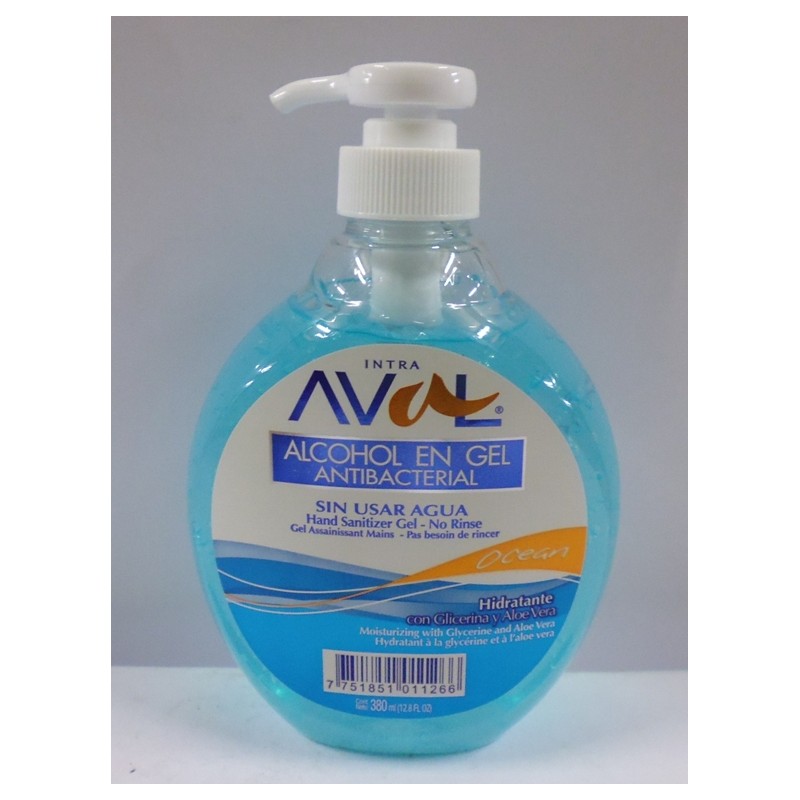 INTRA
AVAL®
ALCOHOL EN GEL
ANTIBACTERIAL
SIN USAR AGUA
Hand Sanitizer Gel - No Rinse
Gel Assainissant Mains - Pas besoin de rincer
Ocean
Hidratante
con Glicerina y Aloe Vera
Moisturizing with Glycerine and Aloe Vera
Hydratant à la glycérine et à l'aloe vera
7 751851 011266
Cont. Neto: 380 ml (12.8 FL OZ)